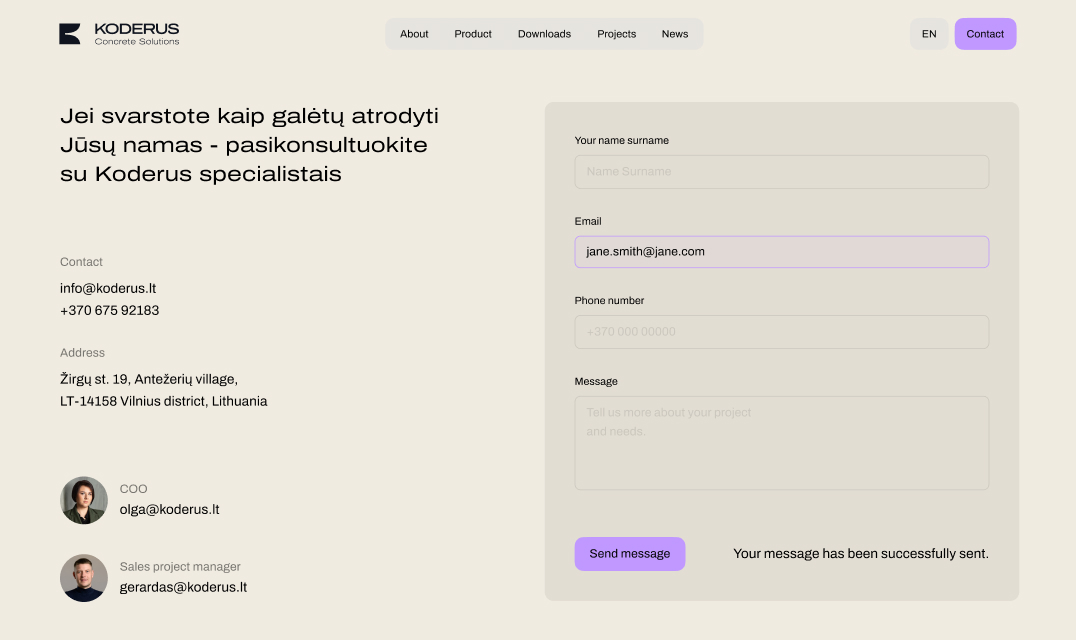 KODERUS
Concrete Solutions
About
Product
Downloads
Projects
News
EN
Contact
Jei svarstote kaip galėtų atrodyti
Jūsų namas - pasikonsultuokite
su Koderus specialistais
Contact
info@koderus.lt
+370 675 92183
Address
Žirgų st. 19, Antežerių village,
LT-14158 Vilnius district, Lithuania
COO
olga@koderus.lt
Sales project manager
gerardas@koderus.lt
Your name surname
Name Surname
Email
jane.smith@jane.com
Phone number
+370 000 00000
Message
Tell us more about your project
and needs.
Send message
Your message has been successfully sent.